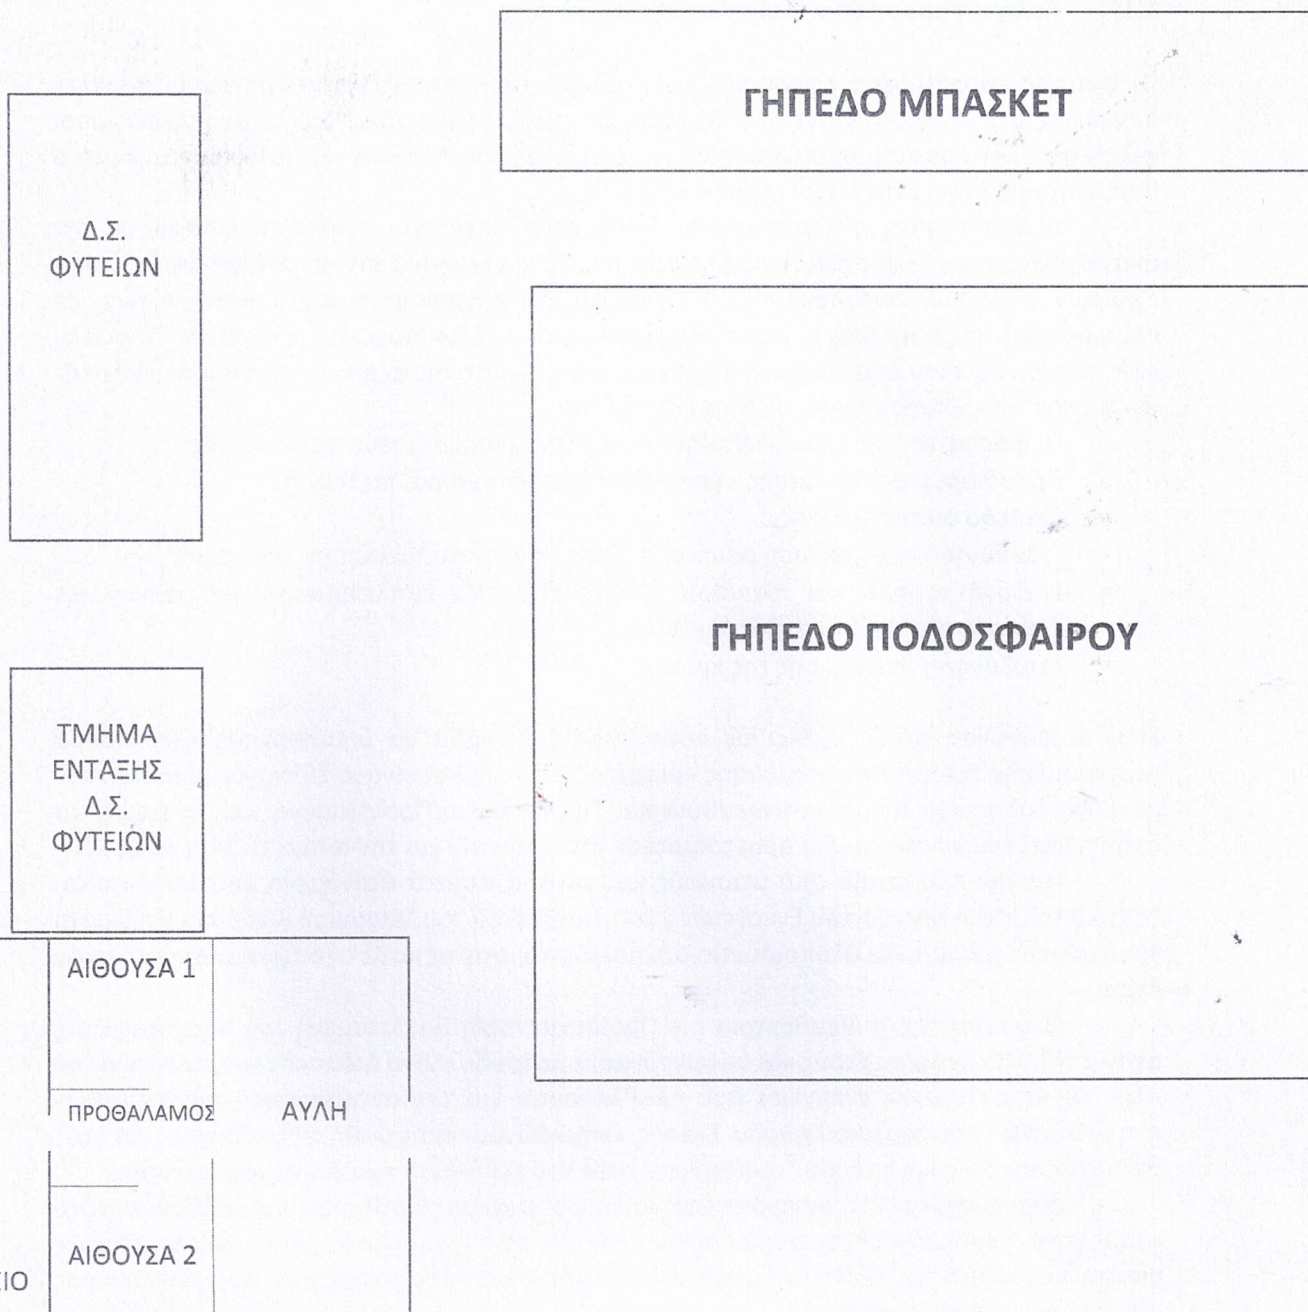 ΓΗΠΕΔΟ ΜΠΑΣΚΕΤ
Δ.Σ.
ΦΥΤΕΙΩΝ
ΓΗΠΕΔΟ ΠΟΔΟΣΦΑΙΡΟΥ
ΤΜΗΜΑ
ΕΝΤΑΞΗΣ
Δ.Σ.
ΦΥΤΕΙΩΝ
ΑΙΘΟΥΣΑ 1
ΠΡΟΘΑΛΑΜΟΣ
ΑΥΛΗ
ΑΙΘΟΥΣΑ 2